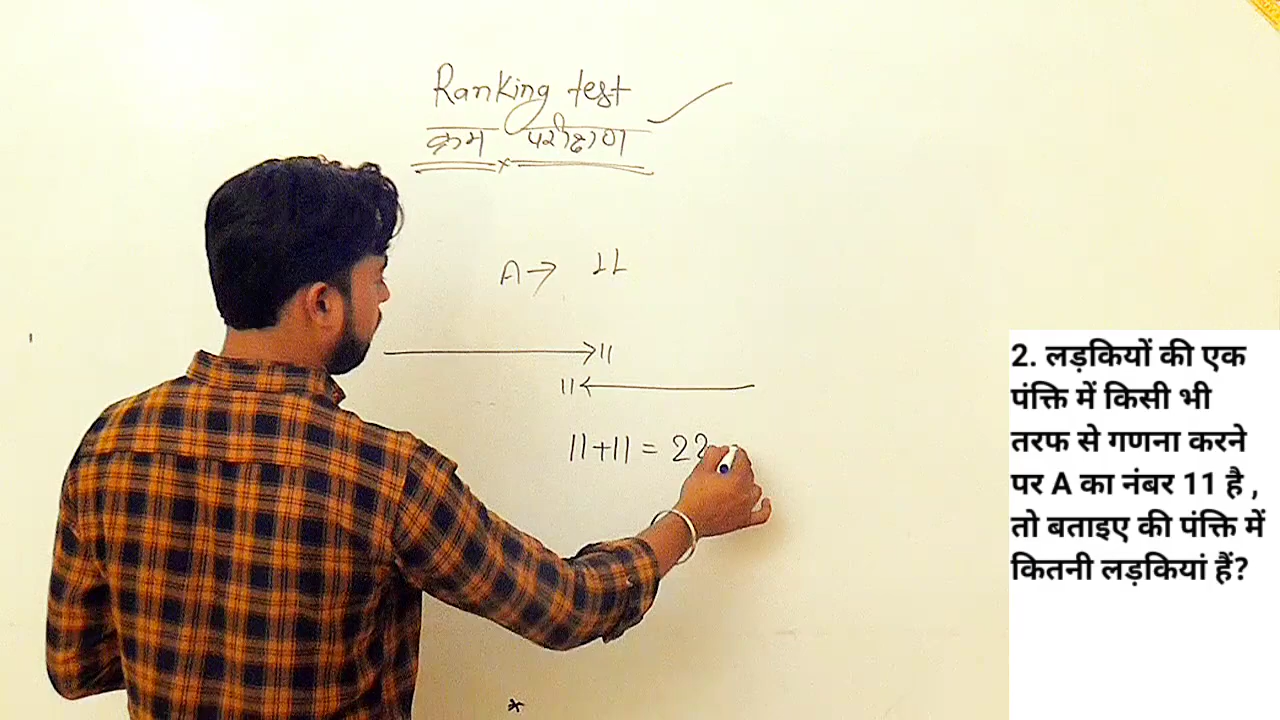 Ranking test
क्रम परीक्षण
A → 11
11
11
11+11 = 22
2. लड़कियों की एक
पंक्ति में किसी भी
तरफ से गणना करने
पर A का नंबर 11 है ,
तो बताइए की पंक्ति में
कितनी लड़कियां हैं?